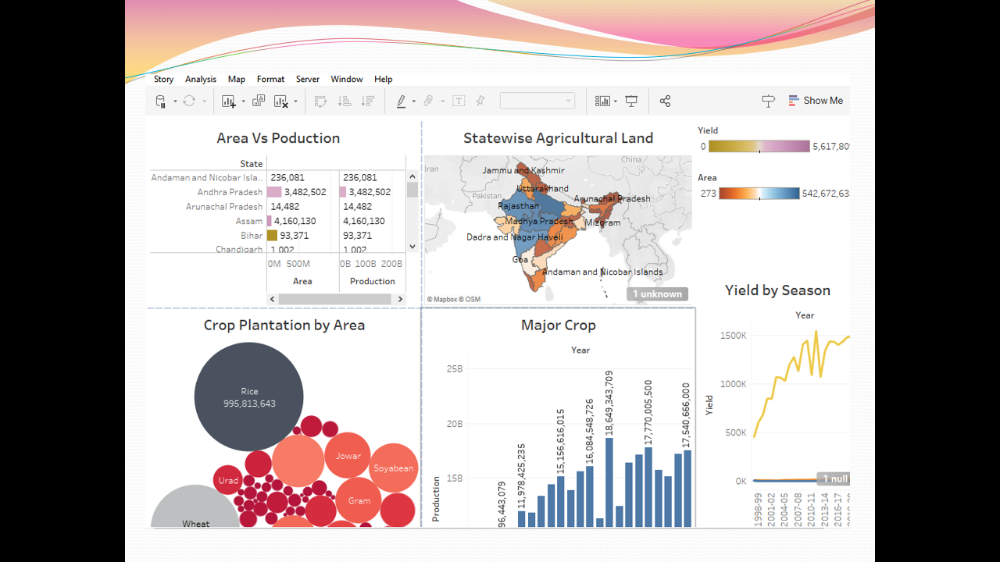 Story Analysis Map Format Server Window Help
Show Me
Area Vs Poduction
State
Andaman and Nicobar Isla.. 236,081 236,081
Andhra Pradesh 3,482,502 3,482,502
Arunachal Pradesh 14,482 14,482
Assam 4,160,130 4,160,130
Bihar 93,371 93,371
Chandigarh 1,002 1,002
0M 500M 0B 100B 200B
Area Production
Statewise Agricultural Land
Iran
China
Pakistan
Jammu and Kashmir
Uttarakhand
Arunachal Pradesh
Rajasthan
Madhya Pradesh
Mizoram
Dadra and Nagar Haveli
Goa
Andaman and Nicobar Islands
© Mapbox © OSM
1 unknown
Yield
0 5,617,80
Area
273 542,672,63
Crop Plantation by Area
Rice
995,813,643
Jowar
Soyabean
Urad
Gram
Wheat
Major Crop
Year
25B
20B
15B
Production
96,443,079
11,978,425,235
15,156,616,015
16,084,548,726
18,649,343,709
17,770,005,500
17,540,666,000
Yield by Season
Year
1500K
1000K
500K
0K
Yield
1 null
1998-99
2001-02
2004-05
2007-08
2010-11
2013-14
2016-17